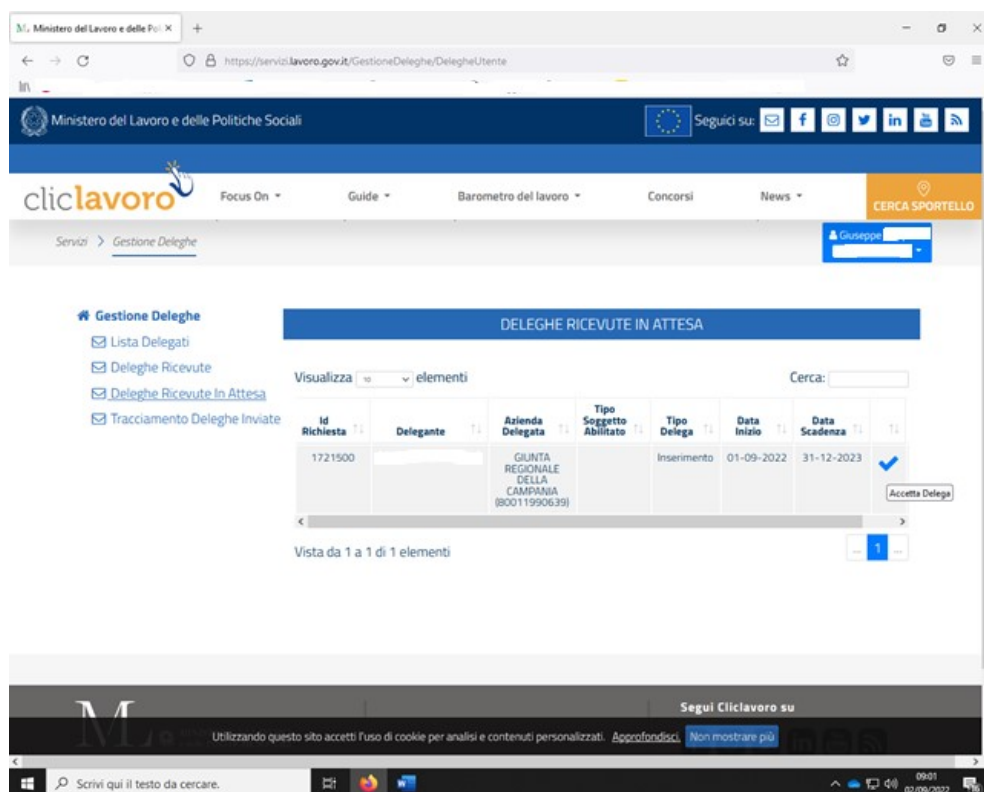 Ministero del Lavoro e delle Pol
https://servizi.lavoro.gov.it/GestioneDeleghe/DelegheUtente
Ministero del Lavoro e delle Politiche Sociali
Seguici su:
cliclavoro
Focus On
Guide
Barometro del lavoro
Concorsi
News
CERCA SPORTELLO
Servizi > Gestione Deleghe
Giuseppe
Gestione Deleghe
Lista Delegati
Deleghe Ricevute
Deleghe Ricevute In Attesa
Tracciamento Deleghe Inviate
DELEGHE RICEVUTE IN ATTESA
Visualizza 10 elementi
Cerca:
Id Richiesta
Delegante
Azienda Delegata
Tipo Soggetto Abilitato
Tipo Delega
Data Inizio
Data Scadenza
1721500
GIUNTA
REGIONALE
DELLA
CAMPANIA
(80011990639)
Inserimento
01-09-2022
31-12-2023
Accetta Delega
Vista da 1 a 1 di 1 elementi
... 1 ...
Segui Cliclavoro su
Utilizzando questo sito accetti l'uso di cookie per analisi e contenuti personalizzati. Approfondisci. Non mostrare più
Scrivi qui il testo da cercare.
09:01
02/09/2022